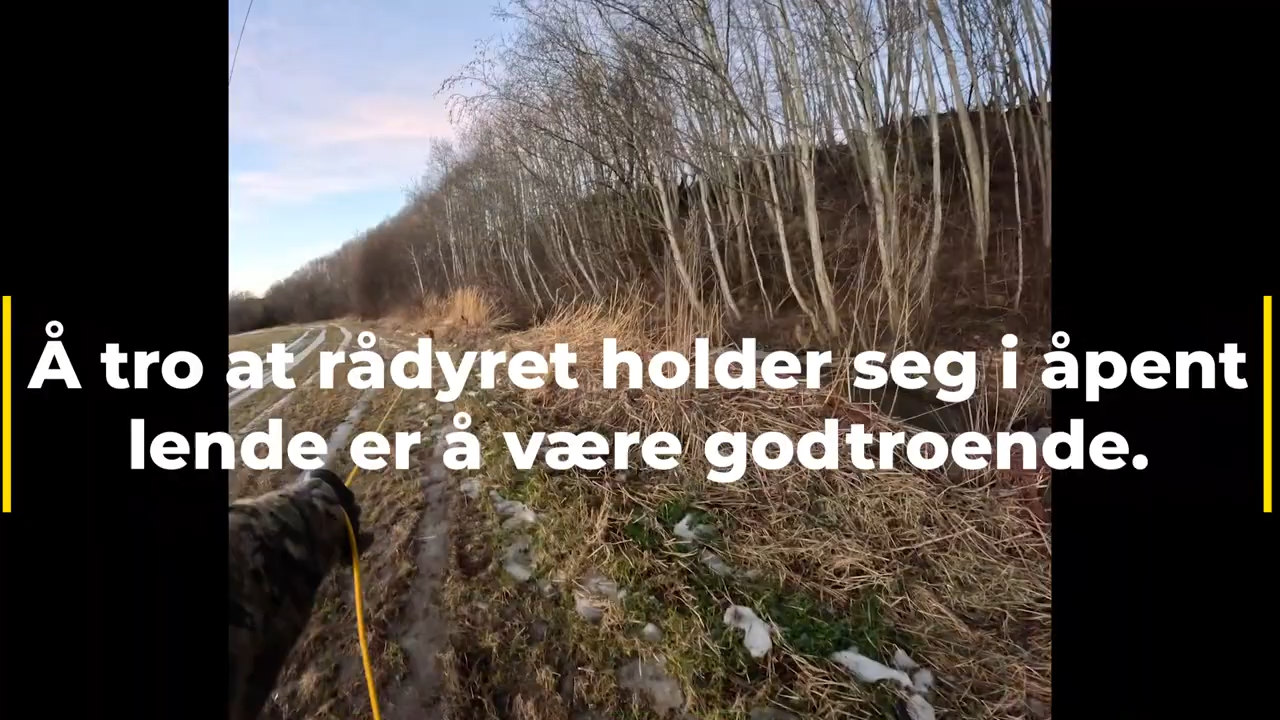 Å tro at rådyret holder seg i åpent
lende er å være godtroende.